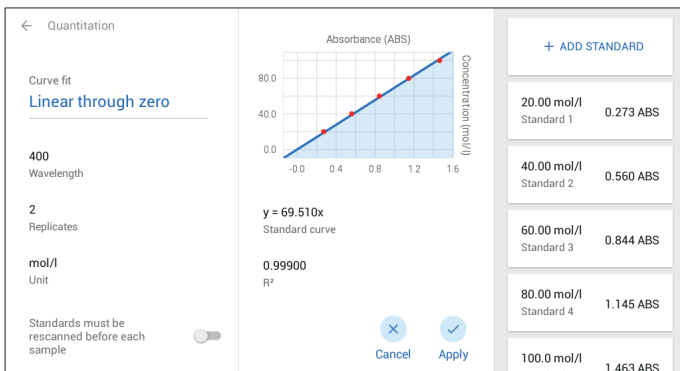 Quantitation
Curve fit
Linear through zero
400
Wavelength
2
Replicates
mol/l
Unit
Standards must be
rescanned before each
sample
Absorbance (ABS)
Concentration (mol/l)
80.0
40.0
0.0
-0.0 0.4 0.8 1.2 1.6
y = 69.510x
Standard curve
0.99900
R²
Cancel Apply
+ ADD STANDARD
20.00 mol/l
Standard 1
0.273 ABS
40.00 mol/l
Standard 2
0.560 ABS
60.00 mol/l
Standard 3
0.844 ABS
80.00 mol/l
Standard 4
1.145 ABS
100.0 mol/l
1.463 ABS